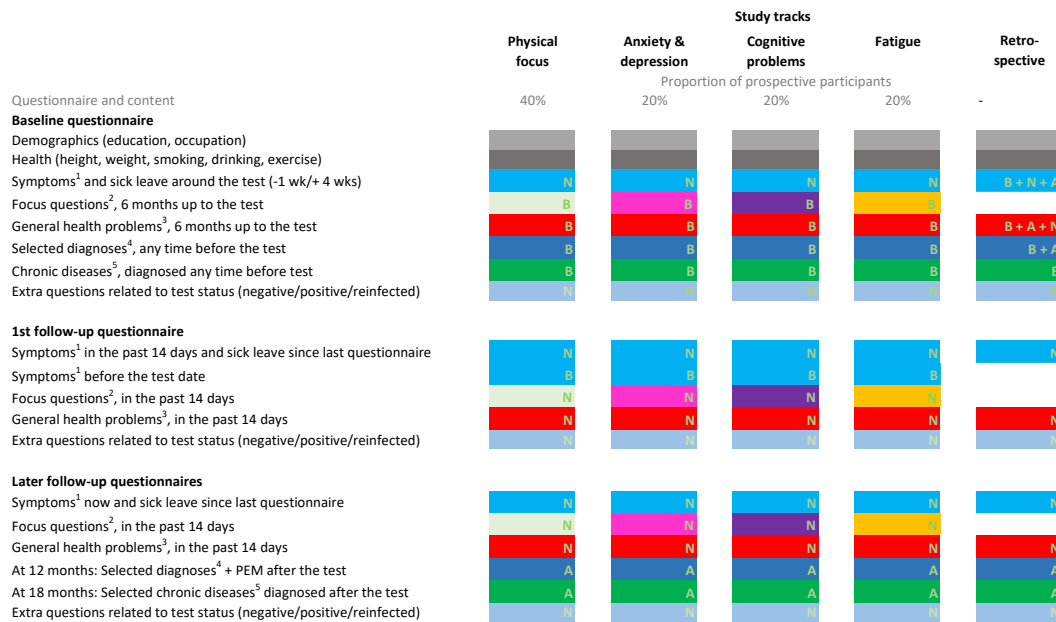 Study tracks
Physical focus Anxiety & depression Cognitive problems Fatigue Retro-spective
Proportion of prospective participants
Questionnaire and content 40% 20% 20% 20% -
Baseline questionnaire
Demographics (education, occupation)
Health (height, weight, smoking, drinking, exercise)
Symptoms1 and sick leave around the test (-1 wk/+ 4 wks) N N N N B + N + A
Focus questions2, 6 months up to the test B B B B
General health problems3, 6 months up to the test B B B B B + A + N
Selected diagnoses4, any time before the test B B B B B + A
Chronic diseases5, diagnosed any time before test B B B B B
Extra questions related to test status (negative/positive/reinfected) N N N N N
1st follow-up questionnaire
Symptoms1 in the past 14 days and sick leave since last questionnaire N N N N N
Symptoms1 before the test date B B B B
Focus questions2, in the past 14 days N N N N
General health problems3, in the past 14 days N N N N N
Extra questions related to test status (negative/positive/reinfected) N N N N N
Later follow-up questionnaires
Symptoms1 now and sick leave since last questionnaire N N N N N
Focus questions2, in the past 14 days N N N N
General health problems3, in the past 14 days N N N N N
At 12 months: Selected diagnoses4 + PEM after the test A A A A A
At 18 months: Selected chronic diseases5 diagnosed after the test A A A A A
Extra questions related to test status (negative/positive/reinfected) N N N N N